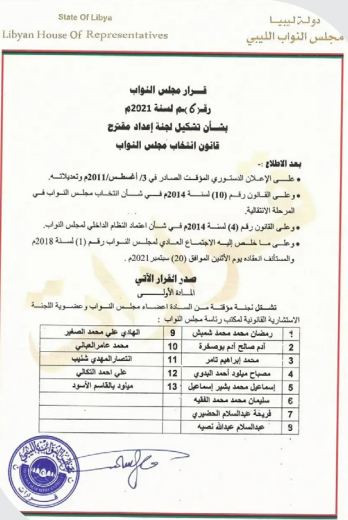 State Of Libya
دولة ليبيا
Libyan House Of Representatives
مجلس النواب الليبي
قرار مجلس النواب
رقم م لسنة 2021م
بشأن تشكيل لجنة إعداد مقترح
قانون انتخاب مجلس النواب
بعد الاطلاع :-
• على الإعلان الدستوري المؤقت الصادر في 3/ أغسطس/2011م وتعديلاته.
• وعلى القانون رقم (10) لسنة 2014م في شأن انتخاب مجلس النواب في
المرحلة الانتقالية.
• وعلى القانون رقم (4) لسنة 2014م في شأن اعتماد النظام الداخلي لمجلس النواب.
• وعلى ما خلص إليه الاجتماع العادي لمجلس النواب رقم (1) لسنة 2018م
والمستأنف انعقاده يوم الأثنين الموافق (20) سبتمبر 2021م .
صدر القرار الآتي
المادة الأولى
تشكل لجنة مؤقتة من السادة أعضاء مجلس النواب وعضوية اللجنة
الاستشارية القانونية لمكتب رئاسة مجلس النواب :
1 رمضان محمد محمد شمبش 9 الهادي علي محمد الصغير
2 آدم صالح آدم بوصخرة 10 محمد عامر العباني
3 محمد إبراهيم تامر 11 انتصار المهدي شنيب
4 مصباح ميلود أحمد البدوي 12 علي احمد التكالي
5 إسماعيل محمد بشير إسماعيل 13 ميلود بالقاسم الأسود
6 سليمان محمد محمد الفقيه
7 فريحة عبدالسلام الحضيري
8 عبدالسلام عبدالله نصيه